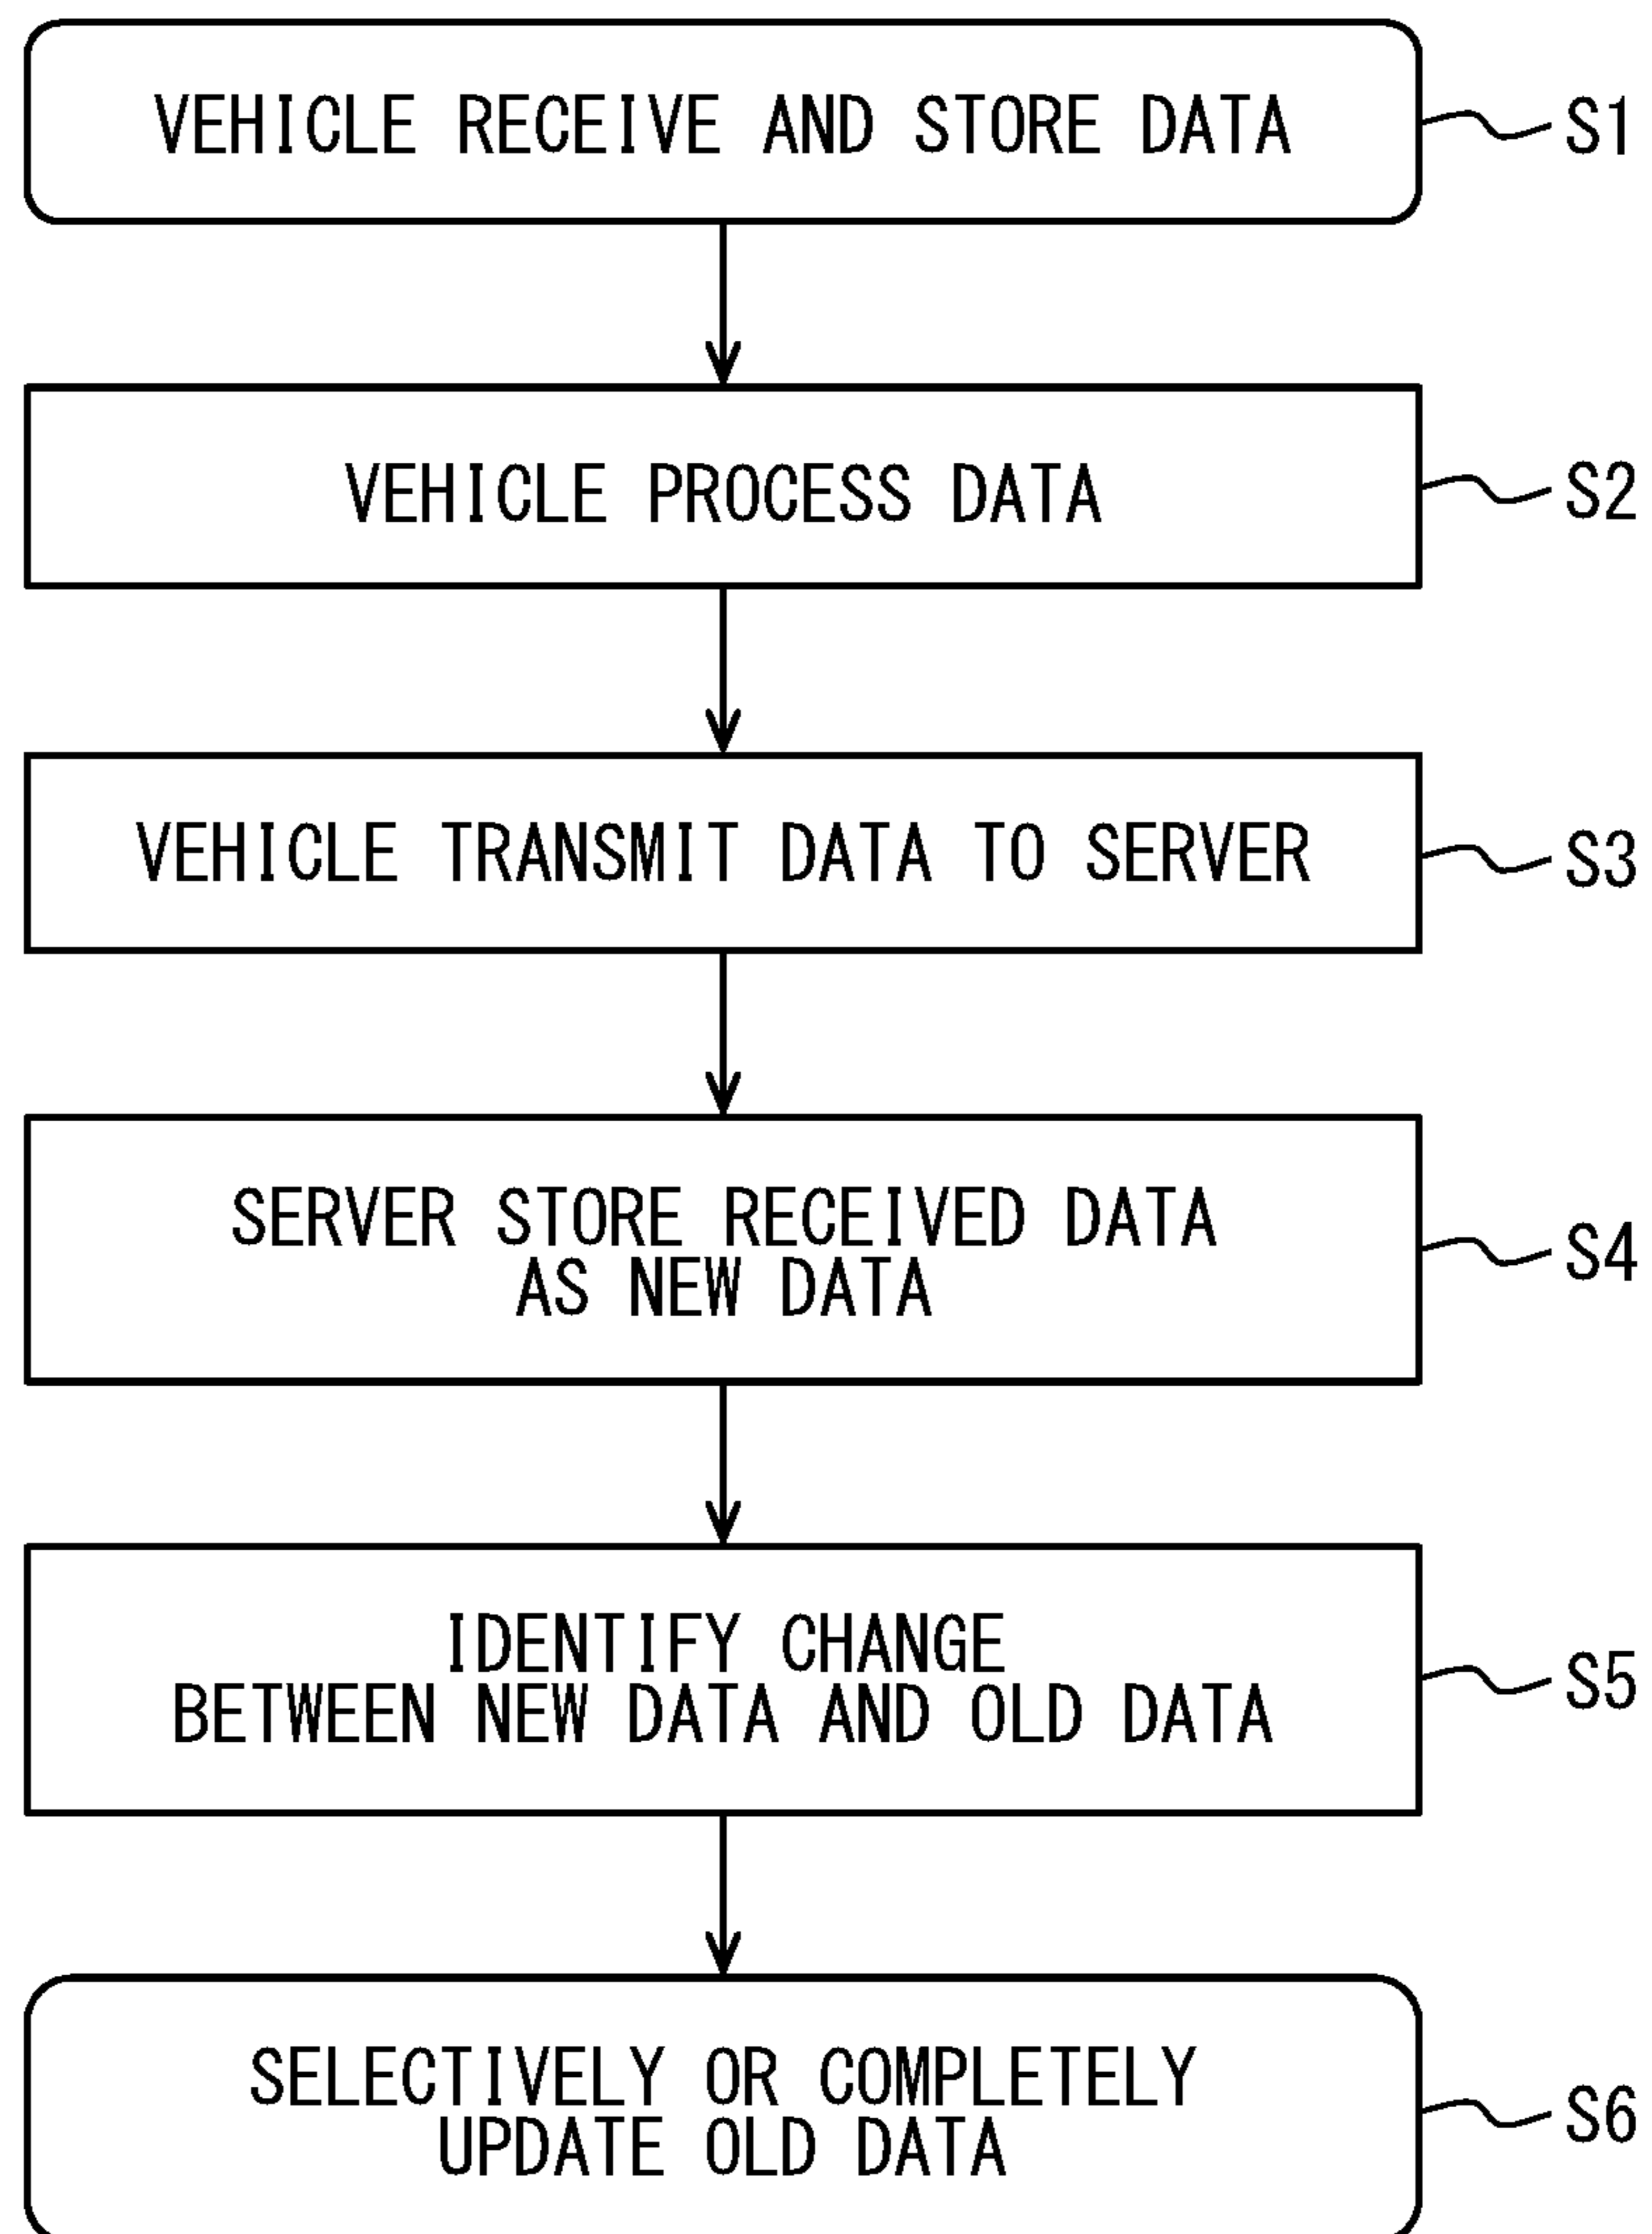 VEHICLE RECEIVE AND STORE DATA
S1
VEHICLE PROCESS DATA
S2
VEHICLE TRANSMIT DATA TO SERVER
S3
SERVER STORE RECEIVED DATA
AS NEW DATA
S4
IDENTIFY CHANGE
BETWEEN NEW DATA AND OLD DATA
S5
SELECTIVELY OR COMPLETELY
UPDATE OLD DATA
S6